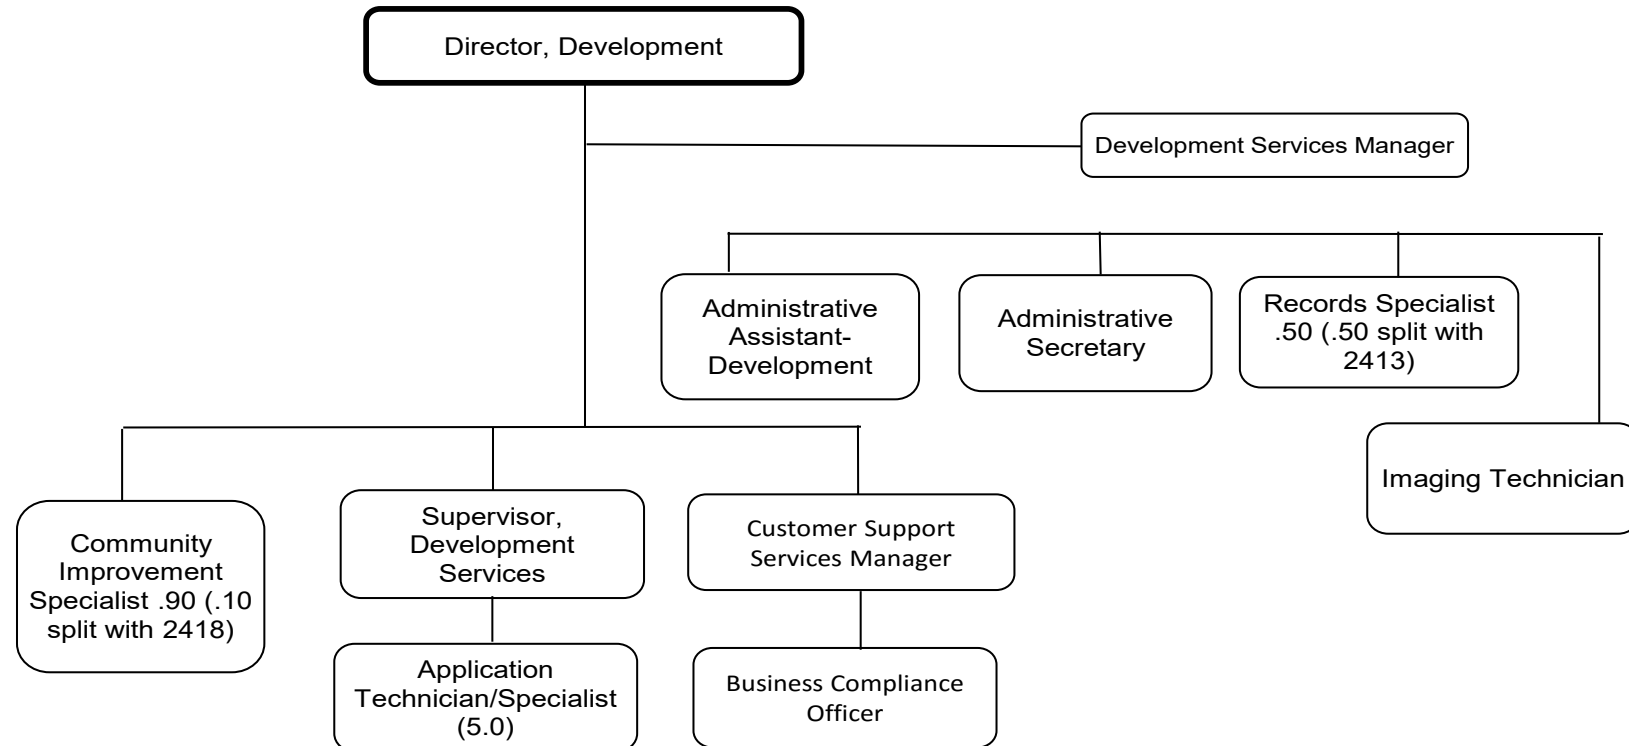 Director, Development
Development Services Manager
Administrative
Assistant-
Development
Administrative
Secretary
Records Specialist
.50 (.50 split with
2413)
Imaging Technician
Community
Improvement
Specialist .90 (.10
split with 2418)
Supervisor,
Development
Services
Customer Support
Services Manager
Application
Technician/Specialist
(5.0)
Business Compliance
Officer